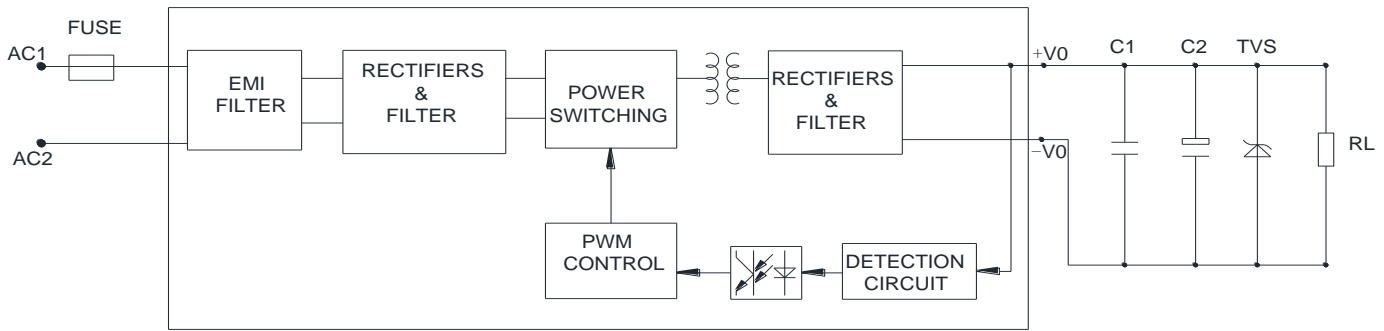 FUSE
AC1
AC2
EMI
FILTER
RECTIFIERS
&
FILTER
POWER
SWITCHING
RECTIFIERS
&
FILTER
+V0
−V0
C1
C2
TVS
RL
PWM
CONTROL
DETECTION
CIRCUIT